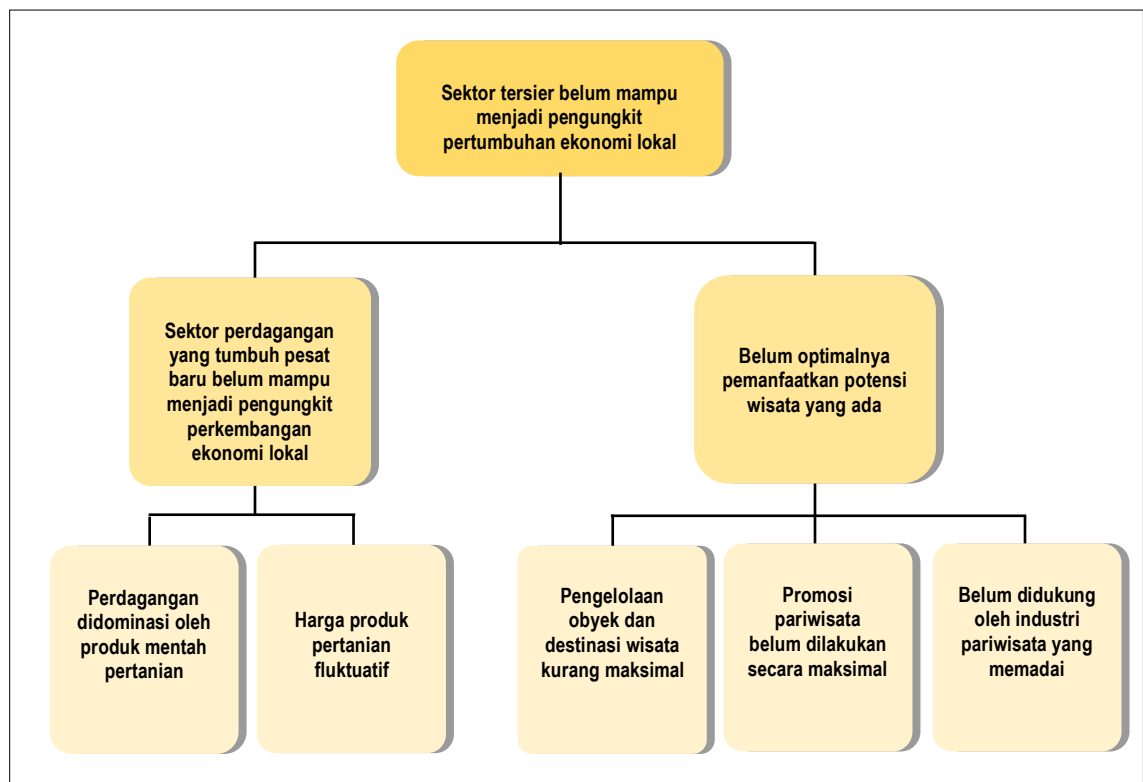 Sektor tersier belum mampu
menjadi pengungkit
pertumbuhan ekonomi lokal
Sektor perdagangan
yang tumbuh pesat
baru belum mampu
menjadi pengungkit
perkembangan
ekonomi lokal
Belum optimalnya
pemanfaatkan potensi
wisata yang ada
Perdagangan
didominasi oleh
produk mentah
pertanian
Harga produk
pertanian
fluktuatif
Pengelolaan
obyek dan
destinasi wisata
kurang maksimal
Promosi
pariwisata
belum dilakukan
secara maksimal
Belum didukung
oleh industri
pariwisata yang
memadai